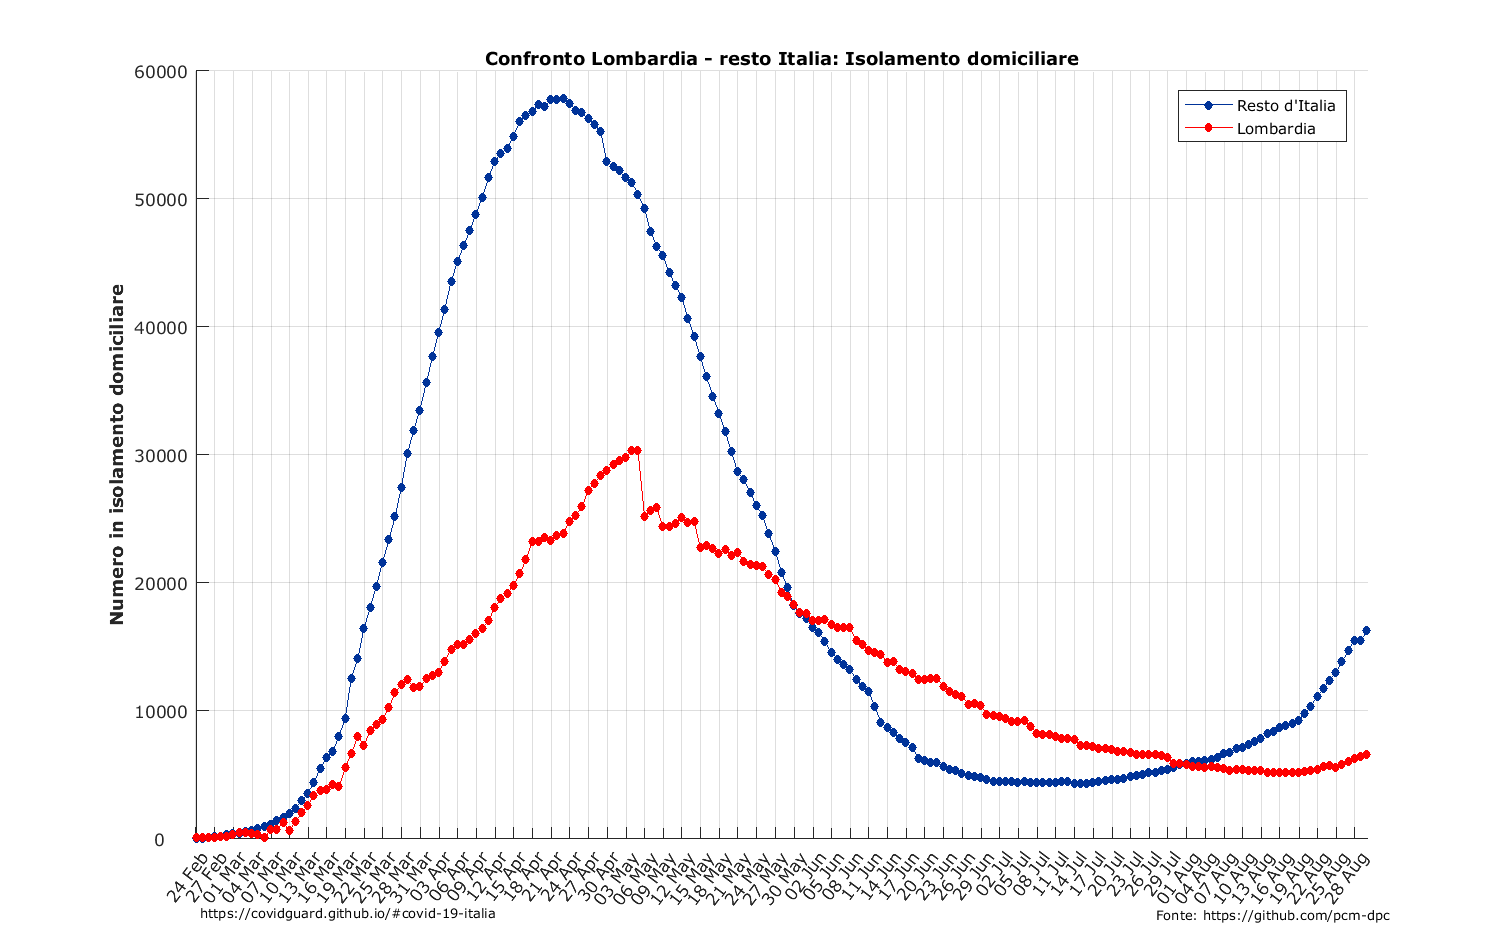 Confronto Lombardia - resto Italia: Isolamento domiciliare
Resto d'Italia
Lombardia
Numero in isolamento domiciliare
60000
50000
40000
30000
20000
10000
0
24 Feb
27 Feb
01 Mar
04 Mar
07 Mar
10 Mar
13 Mar
16 Mar
19 Mar
22 Mar
25 Mar
28 Mar
31 Mar
03 Apr
06 Apr
09 Apr
12 Apr
15 Apr
18 Apr
21 Apr
24 Apr
27 Apr
30 Apr
03 May
06 May
09 May
12 May
15 May
18 May
21 May
24 May
27 May
30 May
02 Jun
05 Jun
08 Jun
11 Jun
14 Jun
17 Jun
20 Jun
23 Jun
26 Jun
29 Jun
02 Jul
05 Jul
08 Jul
11 Jul
14 Jul
17 Jul
20 Jul
23 Jul
26 Jul
29 Jul
01 Aug
04 Aug
07 Aug
10 Aug
13 Aug
16 Aug
19 Aug
22 Aug
25 Aug
28 Aug
https://covidguard.github.io/#covid-19-italia
Fonte: https://github.com/pcm-dpc